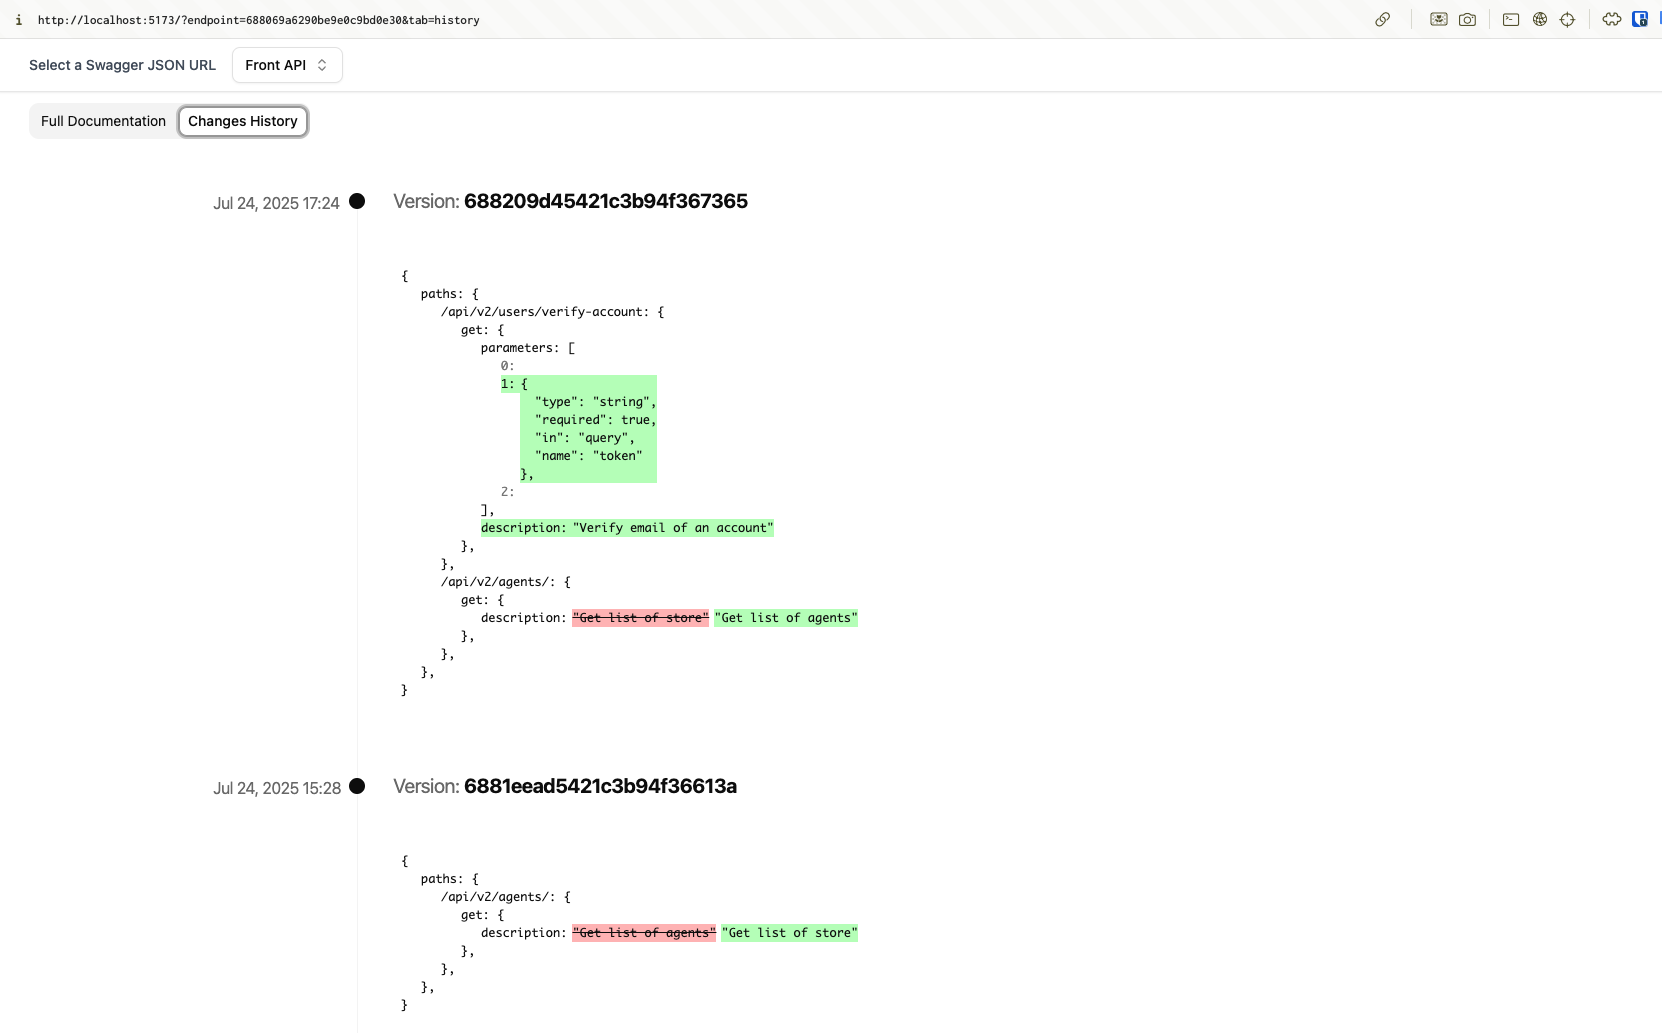 http://localhost:5173/?endpoint=688069a6290be9e0c9bd0e30&tab=history
Select a Swagger JSON URL
Front API
Full Documentation
Changes History
Jul 24, 2025 17:24
Version: 688209d45421c3b94f367365
{
paths: {
/api/v2/users/verify-account: {
get: {
parameters: [
0:
1: {
"type": "string",
"required": true,
"in": "query",
"name": "token"
},
2:
],
description: "Verify email of an account"
},
},
/api/v2/agents/: {
get: {
description: "Get list of store" "Get list of agents"
},
},
},
}
Jul 24, 2025 15:28
Version: 6881eead5421c3b94f36613a
{
paths: {
/api/v2/agents/: {
get: {
description: "Get list of agents" "Get list of store"
},
},
},
}